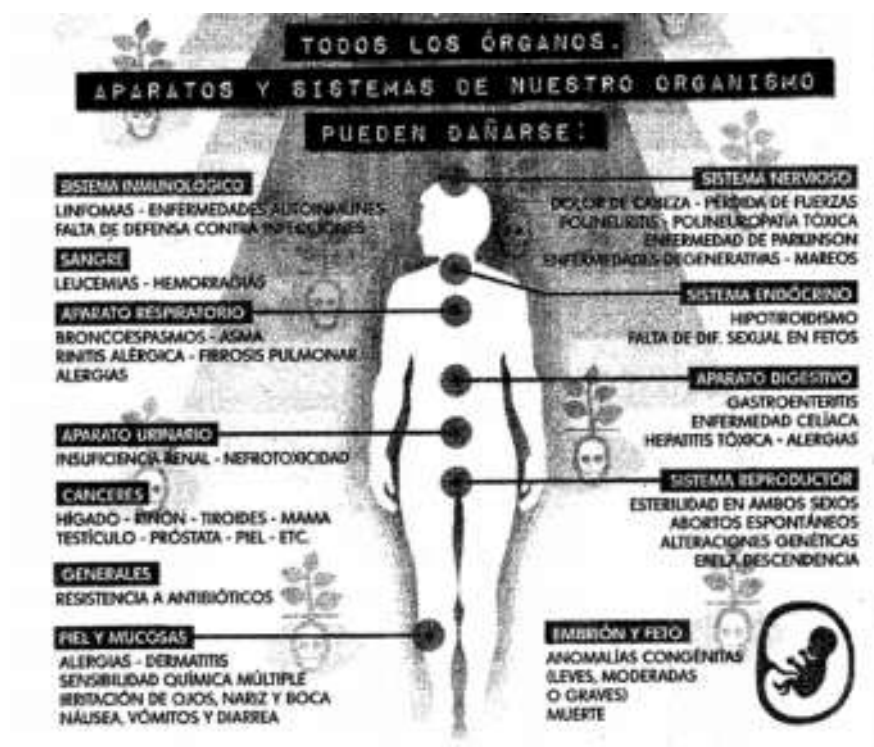 TODOS LOS ÓRGANOS.
APARATOS Y SISTEMAS DE NUESTRO ORGANISMO
PUEDEN DAÑARSE:
SISTEMA INMUNOLOGICO
LINFOMAS - ENFERMEDADES AUTOINMUNES
FALTA DE DEFENSA CONTRA INFECCIONES
SANGRE
LEUCEMIAS - HEMORRAGIAS
APARATO RESPIRATORIO
BRONCOESPASMOS - ASMA
RINITIS ALÉRGICA - FIBROSIS PULMONAR
ALERGIAS
APARATO URINARIO
INSUFICIENCIA RENAL - NEFROTOXICIDAD
CANCERES
HÍGADO - RIÑÓN - TIROIDES - MAMA
TESTÍCULO - PRÓSTATA - PIEL - ETC.
GENERALES
RESISTENCIA A ANTIBIÓTICOS
PIEL Y MUCOSAS
ALERGIAS - DERMATITIS
SENSIBILIDAD QUÍMICA MÚLTIPLE
IRRITACIÓN DE OJOS, NARIZ Y BOCA
NÁUSEA, VÓMITOS Y DIARREA
SISTEMA NERVIOSO
DOLOR DE CABEZA - PÉRDIDA DE FUERZAS
POLINEURITIS - POLINEUROPATIA TÓXICA
ENFERMEDAD DE PARKINSON
ENFERMEDADES DEGENERATIVAS - MAREOS
SISTEMA ENDÓCRINO
HIPOTIROIDISMO
FALTA DE DIF. SEXUAL EN FETOS
APARATO DIGESTIVO
GASTROENTERITIS
ENFERMEDAD CELÍACA
HEPATITIS TÓXICA - ALERGIAS
SISTEMA REPRODUCTOR
ESTERILIDAD EN AMBOS SEXOS
ABORTOS ESPONTÁNEOS
ALTERACIONES GENÉTICAS
EN LA DESCENDENCIA
EMBRIÓN Y FETO
ANOMALÍAS CONGÉNITAS
(LEVES, MODERADAS
O GRAVES)
MUERTE